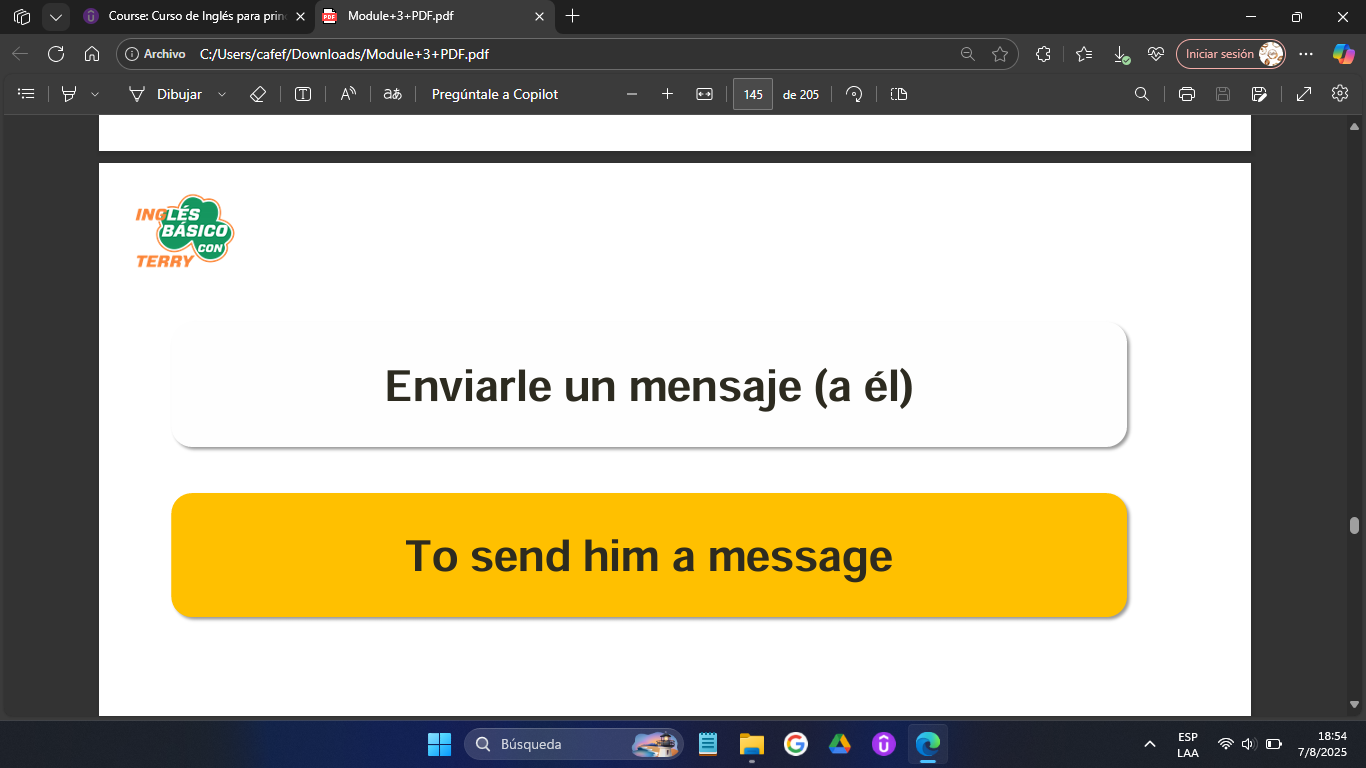 Course: Curso de Inglés para prin
Module+3+PDF.pdf
Archivo
C:/Users/cafef/Downloads/Module+3+PDF.pdf
Iniciar sesión
Dibujar
Pregúntale a Copilot
145
de 205
INGLÉS
BÁSICO
CON
TERRY
Enviarle un mensaje (a él)
To send him a message
Búsqueda
ESP
LAA
18:54
7/8/2025